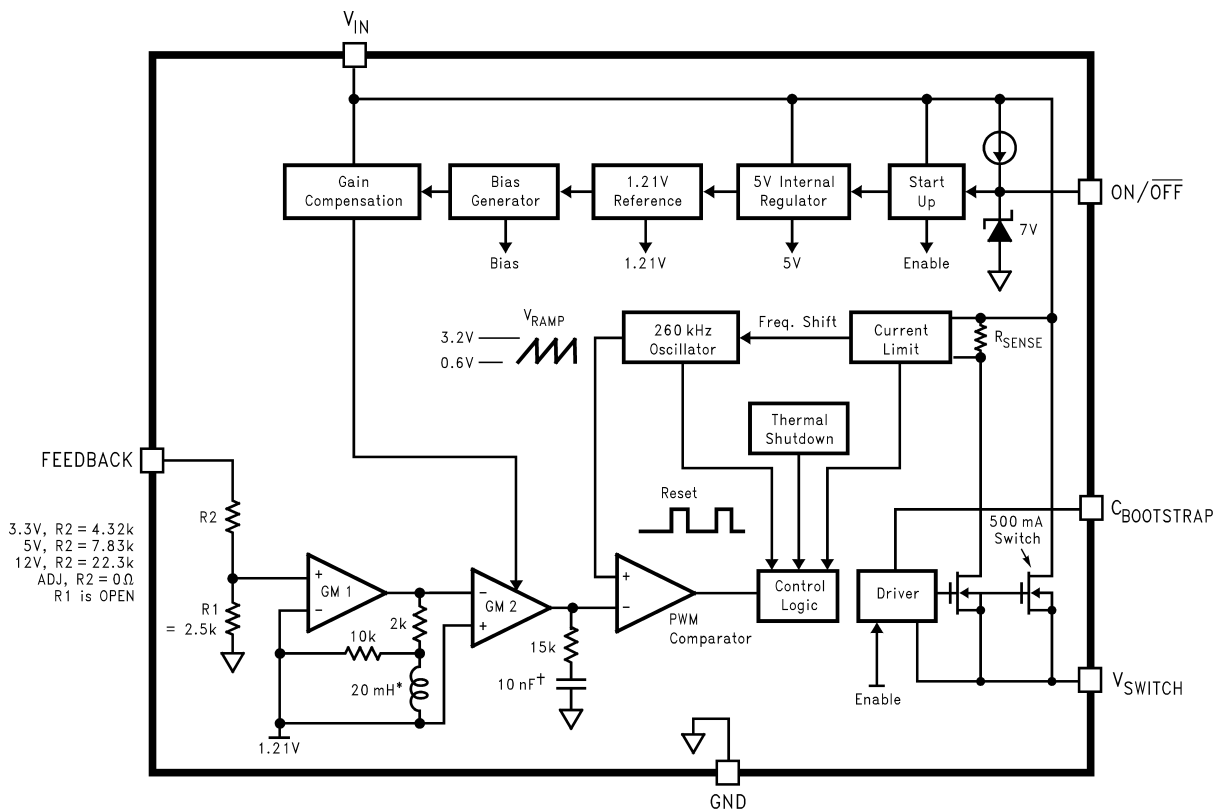 V_IN
Gain
Compensation
Bias
Generator
1.21V
Reference
5V Internal
Regulator
Start
Up
ON/O̅F̅F̅
7V
Bias
1.21V
5V
Enable
V_RAMP
3.2V
0.6V
260 kHz
Oscillator
Freq. Shift
Current
Limit
R_SENSE
Thermal
Shutdown
FEEDBACK
Reset
C_BOOTSTRAP
500 mA
Switch
R2
3.3V, R2 = 4.32k
5V, R2 = 7.83k
12V, R2 = 22.3k
ADJ, R2 = 0Ω
R1 is OPEN
R1
= 2.5k
+
GM 1
−
−
GM 2
+
+
−
PWM
Comparator
Control
Logic
Driver
2k
10k
20 mH*
15k
10 nF†
1.21V
Enable
V_SWITCH
GND